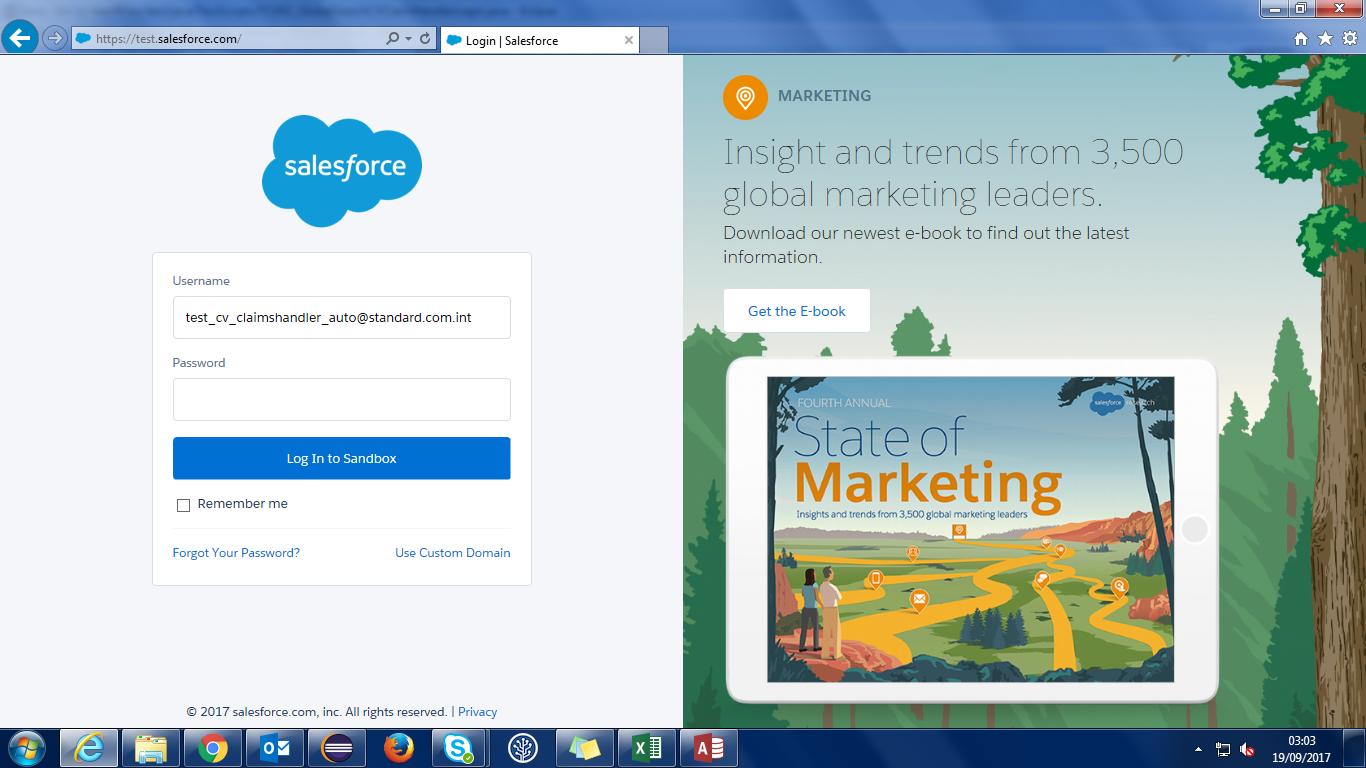 https://test.salesforce.com/
Login | Salesforce
salesforce
Username
test_cv_claimshandler_auto@standard.com.int
Password
Log In to Sandbox
Remember me
Forgot Your Password?
Use Custom Domain
© 2017 salesforce.com, inc. All rights reserved. | Privacy
MARKETING
Insight and trends from 3,500
global marketing leaders.
Download our newest e-book to find out the latest
information.
Get the E-book
FOURTH ANNUAL
salesforce research
State of
Marketing
Insights and trends from 3,500 global marketing leaders
03:03
19/09/2017